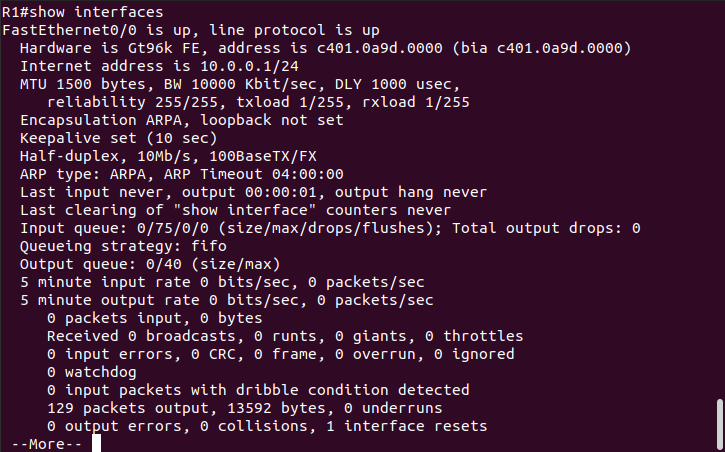 R1#show interfaces
FastEthernet0/0 is up, line protocol is up
  Hardware is Gt96k FE, address is c401.0a9d.0000 (bia c401.0a9d.0000)
  Internet address is 10.0.0.1/24
  MTU 1500 bytes, BW 10000 Kbit/sec, DLY 1000 usec,
     reliability 255/255, txload 1/255, rxload 1/255
  Encapsulation ARPA, loopback not set
  Keepalive set (10 sec)
  Half-duplex, 10Mb/s, 100BaseTX/FX
  ARP type: ARPA, ARP Timeout 04:00:00
  Last input never, output 00:00:01, output hang never
  Last clearing of "show interface" counters never
  Input queue: 0/75/0/0 (size/max/drops/flushes); Total output drops: 0
  Queueing strategy: fifo
  Output queue: 0/40 (size/max)
  5 minute input rate 0 bits/sec, 0 packets/sec
  5 minute output rate 0 bits/sec, 0 packets/sec
     0 packets input, 0 bytes
     Received 0 broadcasts, 0 runts, 0 giants, 0 throttles
     0 input errors, 0 CRC, 0 frame, 0 overrun, 0 ignored
     0 watchdog
     0 input packets with dribble condition detected
     129 packets output, 13592 bytes, 0 underruns
     0 output errors, 0 collisions, 1 interface resets
 --More--